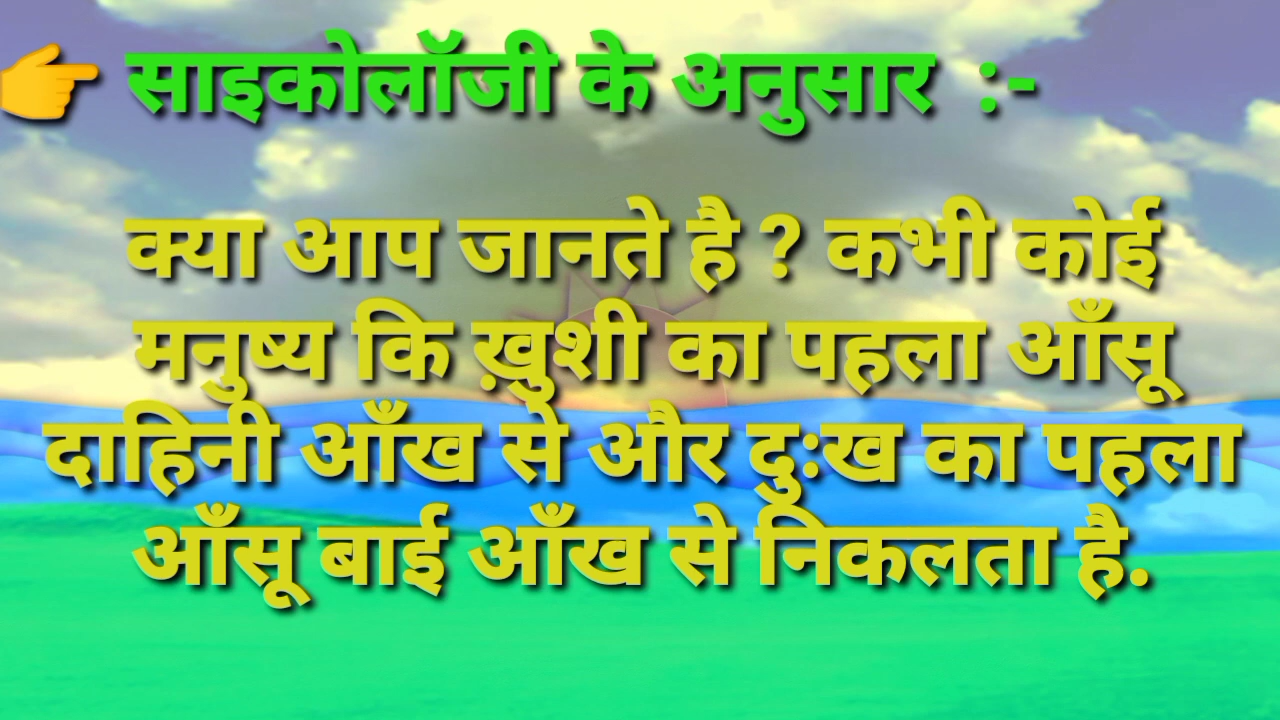 👉 साइकोलॉजी के अनुसार :-
क्या आप जानते है ? कभी कोई
मनुष्य कि ख़ुशी का पहला आँसू
दाहिनी आँख से और दुःख का पहला
आँसू बाई आँख से निकलता है.